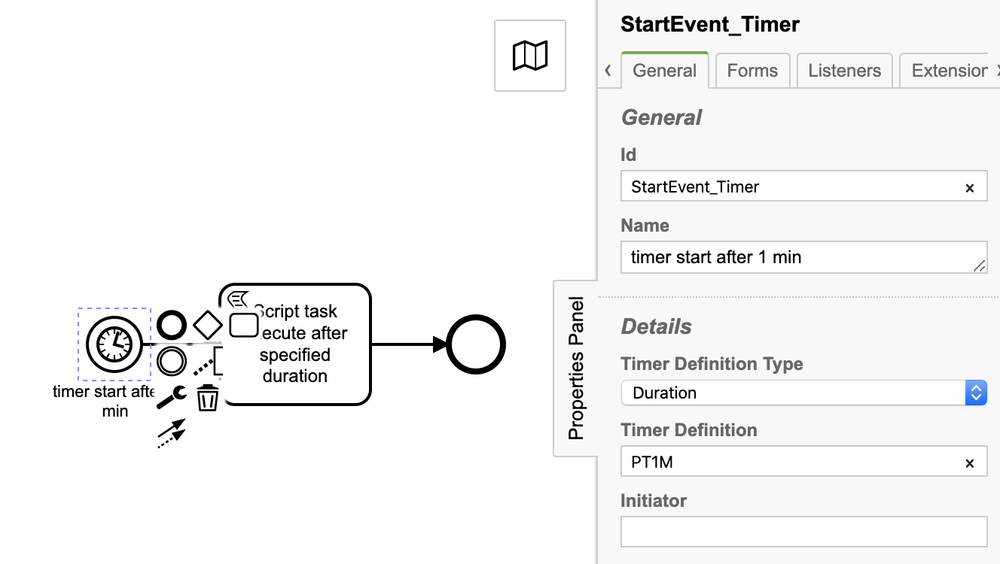 StartEvent_Timer
General
Forms
Listeners
Extension
General
Id
StartEvent_Timer
Name
timer start after 1 min
Details
Timer Definition Type
Duration
Timer Definition
PT1M
Initiator
Properties Panel
Script task
ecute after
specified
duration
timer start afte
min